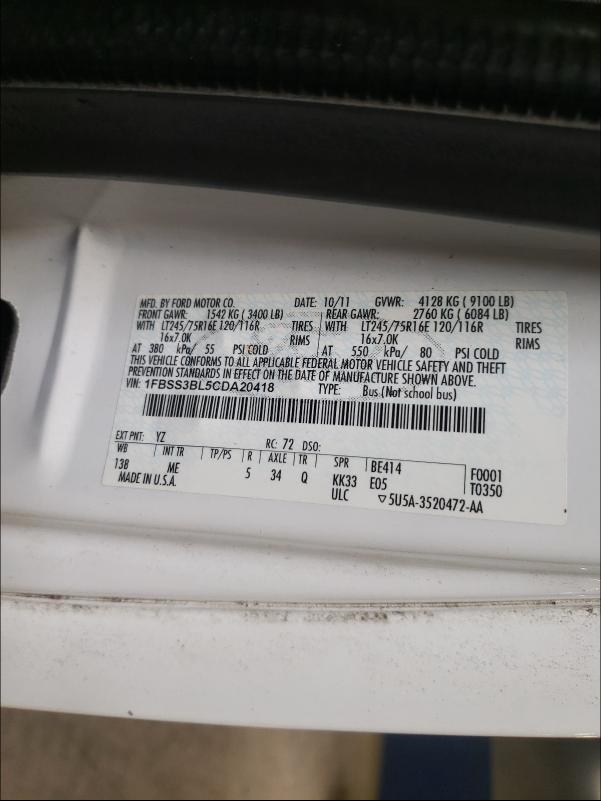 MFD. BY FORD MOTOR CO. DATE: 10/11 GVWR: 4128 KG ( 9100 LB)
FRONT GAWR: 1542 KG ( 3400 LB) REAR GAWR: 2760 KG ( 6084 LB)
WITH LT245/75R16E 120/116R TIRES WITH LT245/75R16E 120/116R TIRES
16x7.0K RIMS 16x7.0K RIMS
AT 380 kPa/ 55 PSI COLD AT 550 kPa/ 80 PSI COLD
THIS VEHICLE CONFORMS TO ALL APPLICABLE FEDERAL MOTOR VEHICLE SAFETY AND THEFT
PREVENTION STANDARDS IN EFFECT ON THE DATE OF MANUFACTURE SHOWN ABOVE.
VIN: 1FBSS3BL5CDA20418 TYPE: Bus (Not school bus)
EXT PNT: YZ RC: 72 DSO:
WB INT TR TP/PS R AXLE TR SPR BE414 F0001
138 ME 5 34 Q KK33 E05 T0350
MADE IN U.S.A. ULC ▽5U5A-3520472-AA